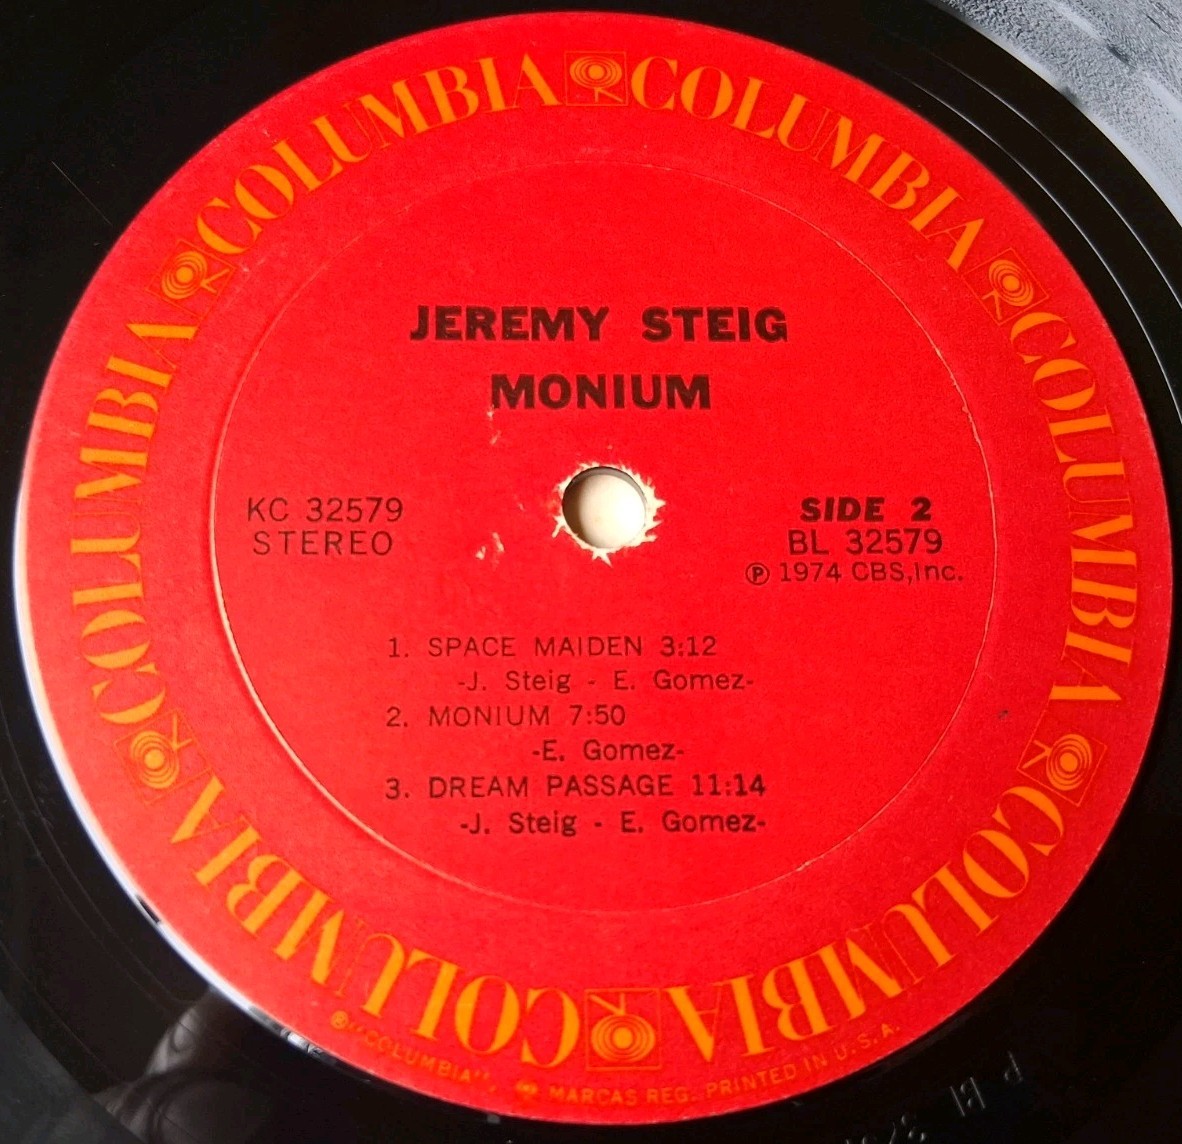 COLUMBIA COLUMBIA COLUMBIA COLUMBIA COLUMBIA COLUMBIA
JEREMY STEIG
MONIUM
KC 32579
STEREO
SIDE 2
BL 32579
Ⓟ 1974 CBS, Inc.
1. SPACE MAIDEN 3:12
-J. Steig - E. Gomez-
2. MONIUM 7:50
-E. Gomez-
3. DREAM PASSAGE 11:14
-J. Steig - E. Gomez-
® "COLUMBIA", MARCAS REG. PRINTED IN U.S.A.